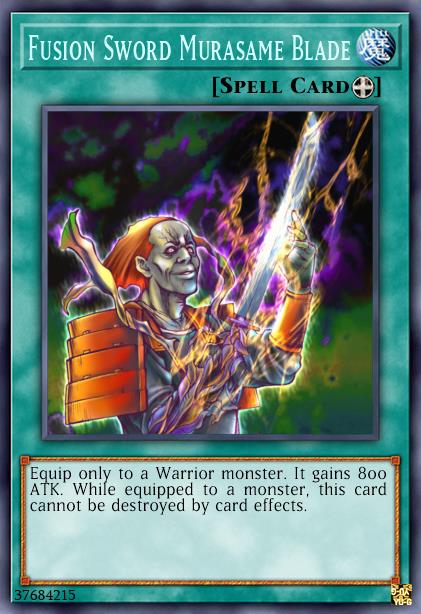 Fusion Sword Murasame Blade
魔
[Spell Card]
Equip only to a Warrior monster. It gains 800
ATK. While equipped to a monster, this card
cannot be destroyed by card effects.
37684215